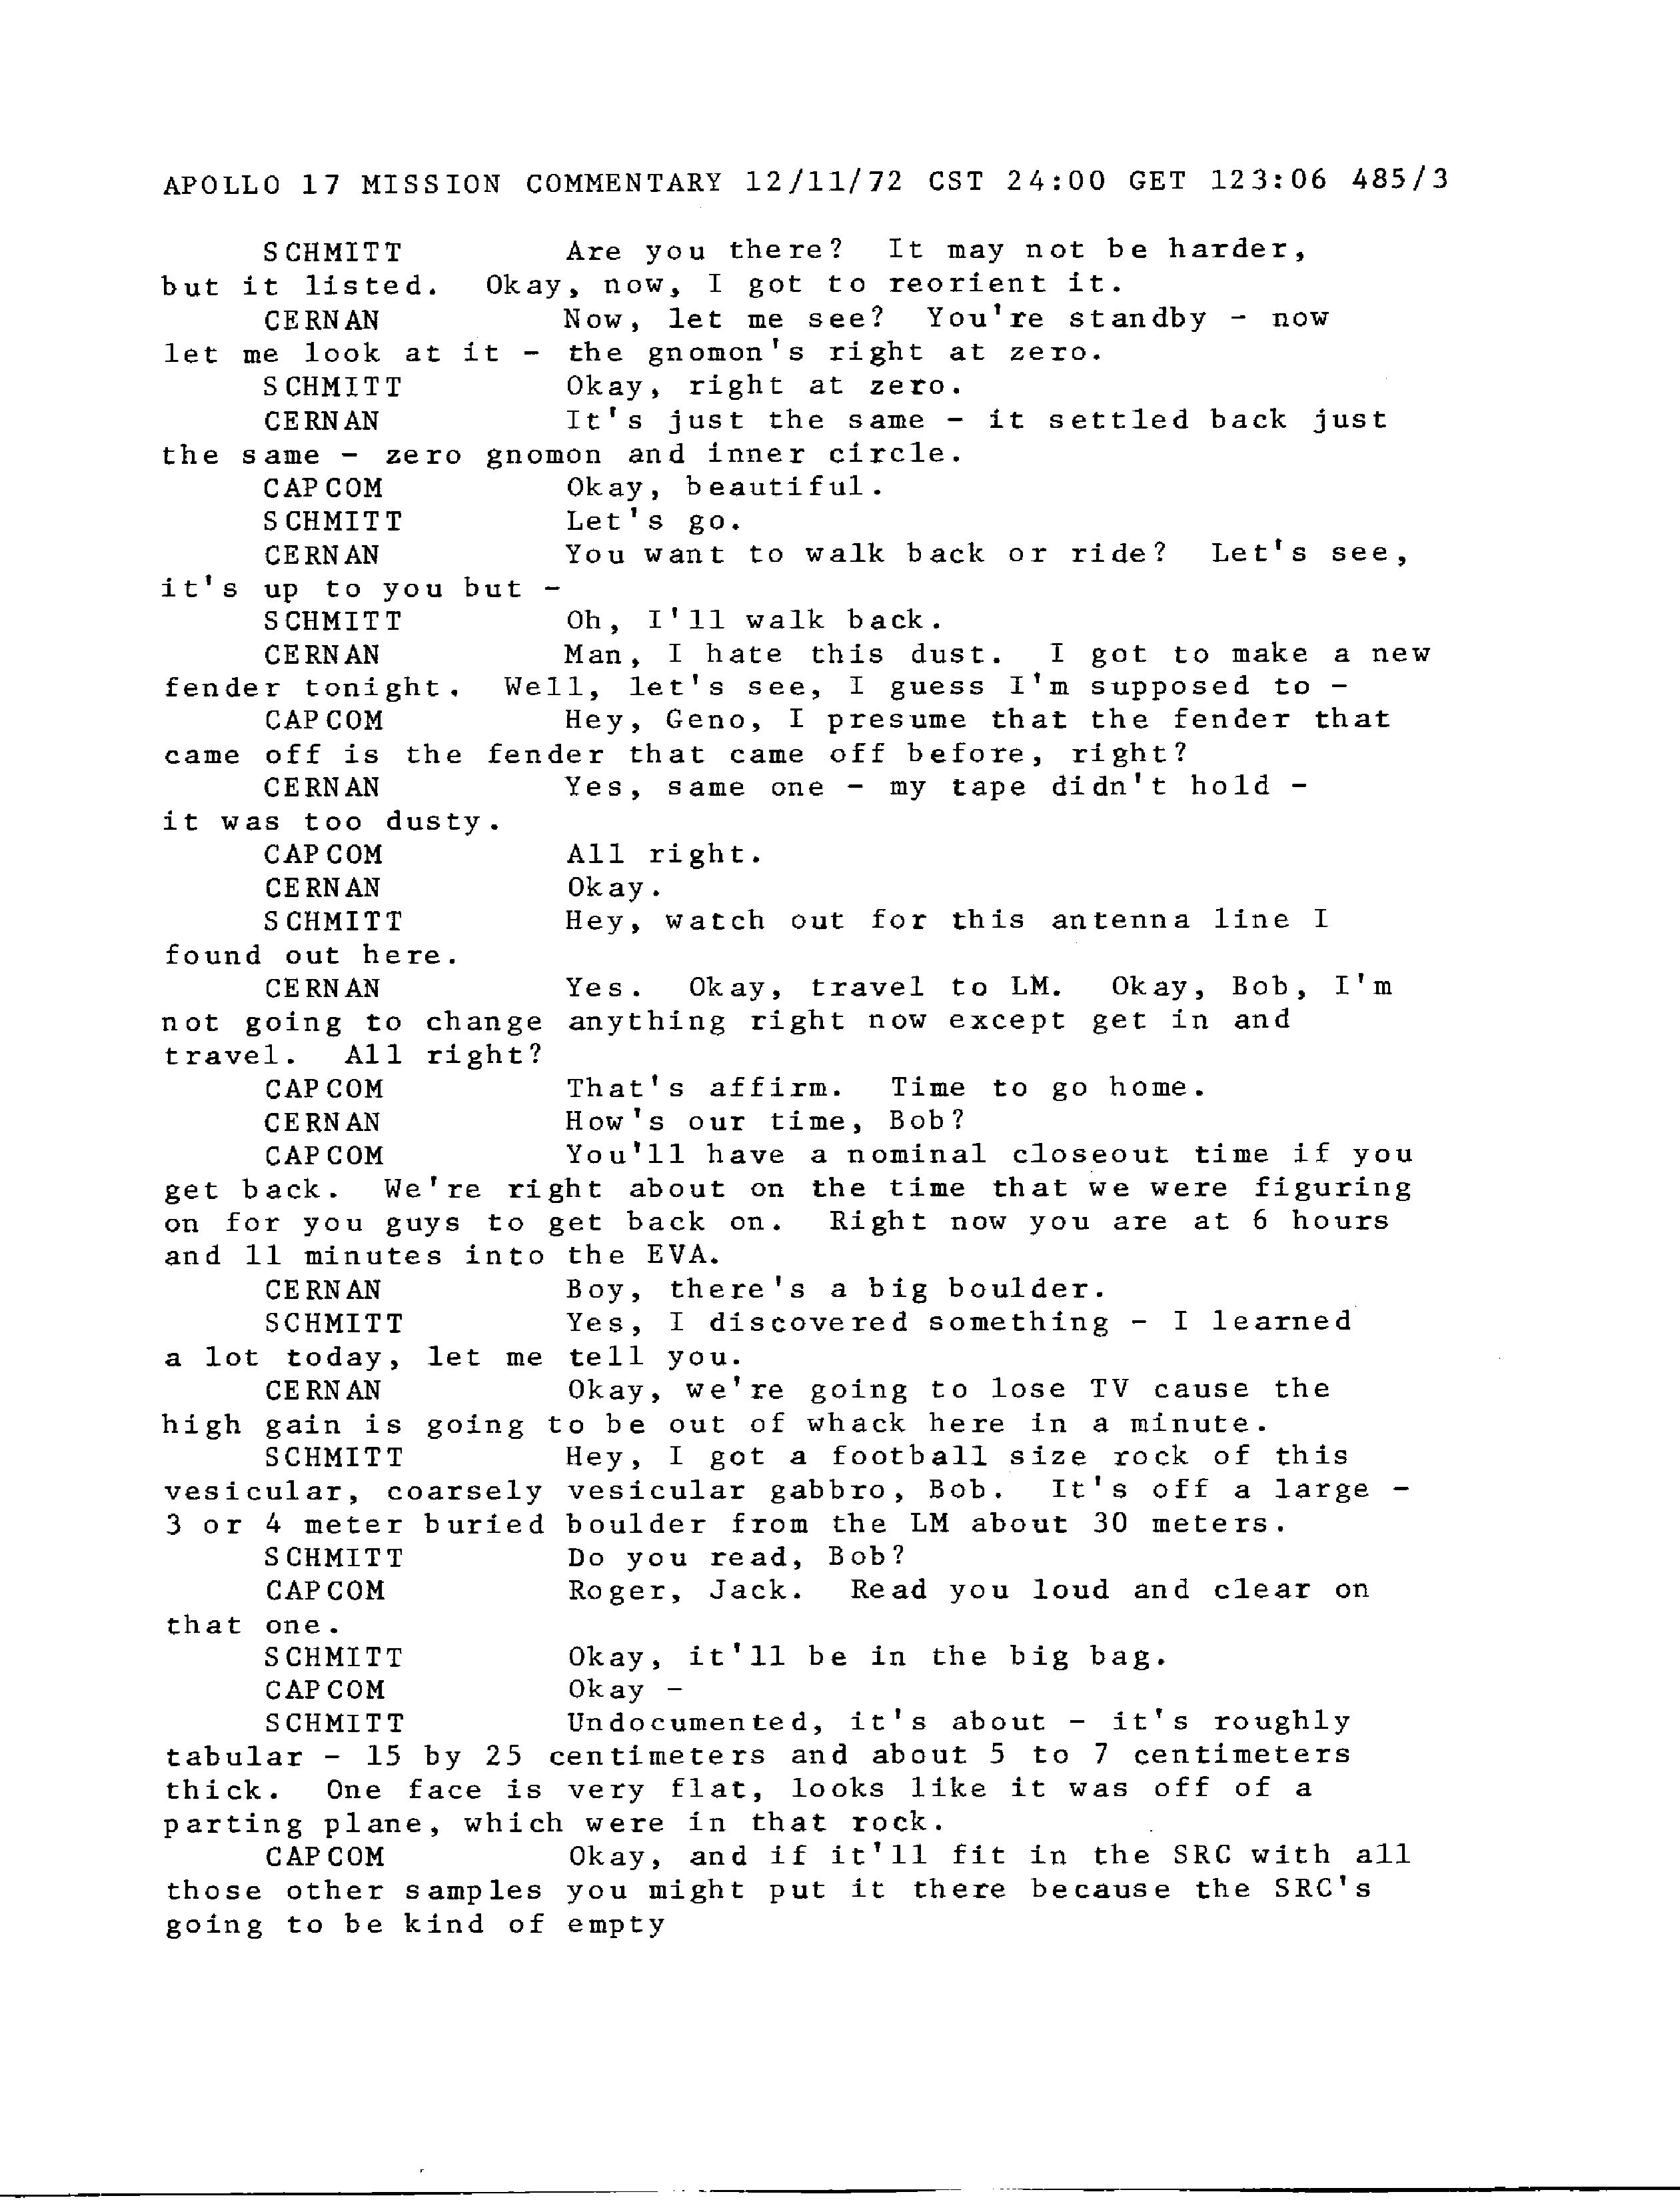 APOLLO 17 MISSION COMMENTARY 12/11/72 CST 24:00 GET 123:06 485/3
SCHMITT Are you there? It may not be harder,
but it listed. Okay, now, I got to reorient it.
CERNAN Now, let me see? You're standby - now
let me look at it - the gnomon's right at zero.
SCHMITT Okay, right at zero.
CERNAN It's just the same - it settled back just
the same - zero gnomon and inner circle.
CAPCOM Okay, beautiful.
SCHMITT Let's go.
CERNAN You want to walk back or ride? Let's see,
it's up to you but -
SCHMITT Oh, I'll walk back.
CERNAN Man, I hate this dust. I got to make a new
fender tonight. Well, let's see, I guess I'm supposed to -
CAPCOM Hey, Geno, I presume that the fender that
came off is the fender that came off before, right?
CERNAN Yes, same one - my tape didn't hold -
it was too dusty.
CAPCOM All right.
CERNAN Okay.
SCHMITT Hey, watch out for this antenna line I
found out here.
CERNAN Yes. Okay, travel to LM. Okay, Bob, I'm
not going to change anything right now except get in and
travel. All right?
CAPCOM That's affirm. Time to go home.
CERNAN How's our time, Bob?
CAPCOM You'll have a nominal closeout time if you
get back. We're right about on the time that we were figuring
on for you guys to get back on. Right now you are at 6 hours
and 11 minutes into the EVA.
CERNAN Boy, there's a big boulder.
SCHMITT Yes, I discovered something - I learned
a lot today, let me tell you.
CERNAN Okay, we're going to lose TV cause the
high gain is going to be out of whack here in a minute.
SCHMITT Hey, I got a football size rock of this
vesicular, coarsely vesicular gabbro, Bob. It's off a large -
3 or 4 meter buried boulder from the LM about 30 meters.
SCHMITT Do you read, Bob?
CAPCOM Roger, Jack. Read you loud and clear on
that one.
SCHMITT Okay, it'll be in the big bag.
CAPCOM Okay -
SCHMITT Undocumented, it's about - it's roughly
tabular - 15 by 25 centimeters and about 5 to 7 centimeters
thick. One face is very flat, looks like it was off of a
parting plane, which were in that rock.
CAPCOM Okay, and if it'll fit in the SRC with all
those other samples you might put it there because the SRC's
going to be kind of empty